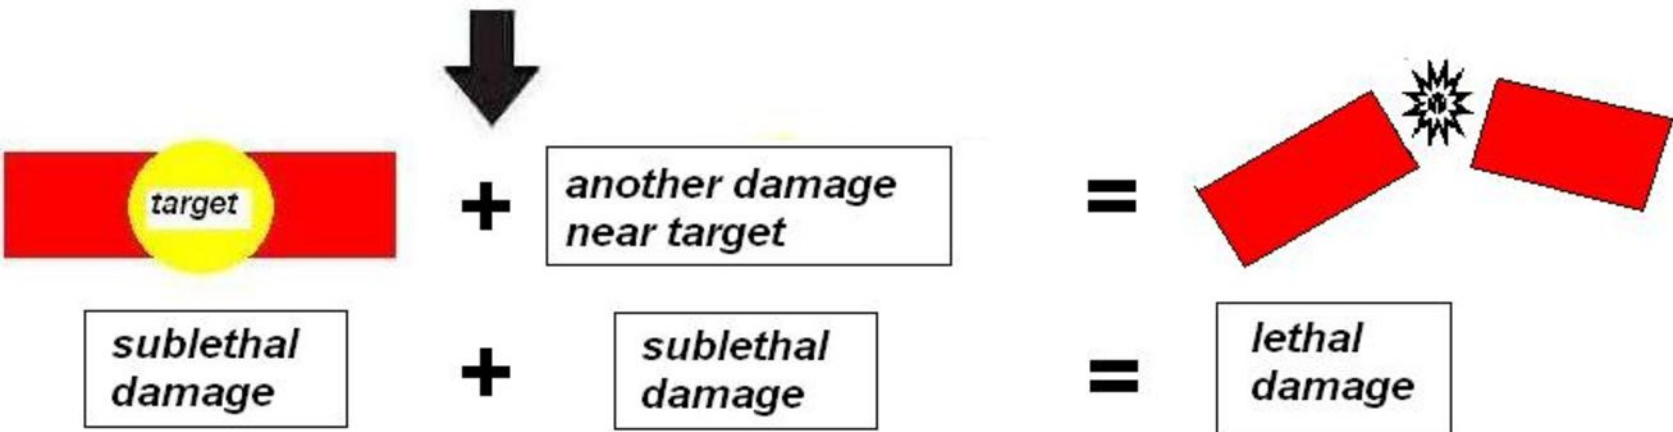 target
+
another damage
near target
=
sublethal
damage
+
sublethal
damage
=
lethal
damage